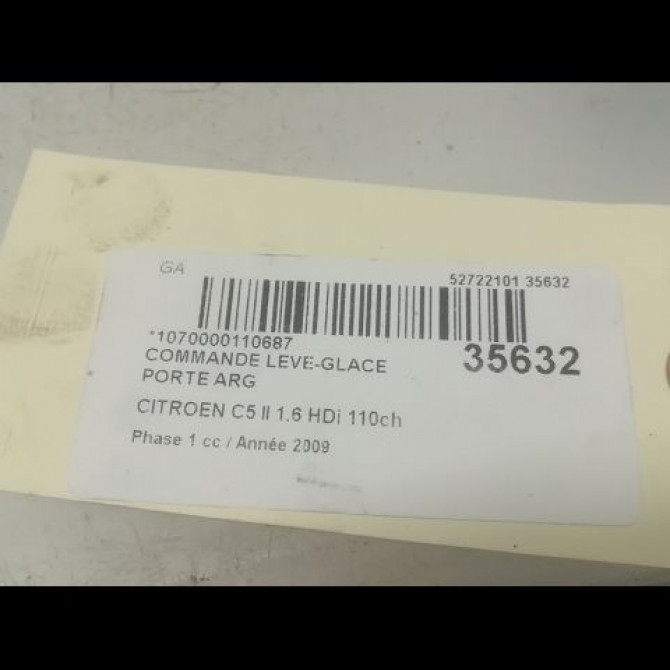 GA
52722101 35632
*1070000110687
35632
COMMANDE LEVE-GLACE
PORTE ARG
CITROEN C5 II 1.6 HDi 110ch
Phase 1 cc / Année 2009